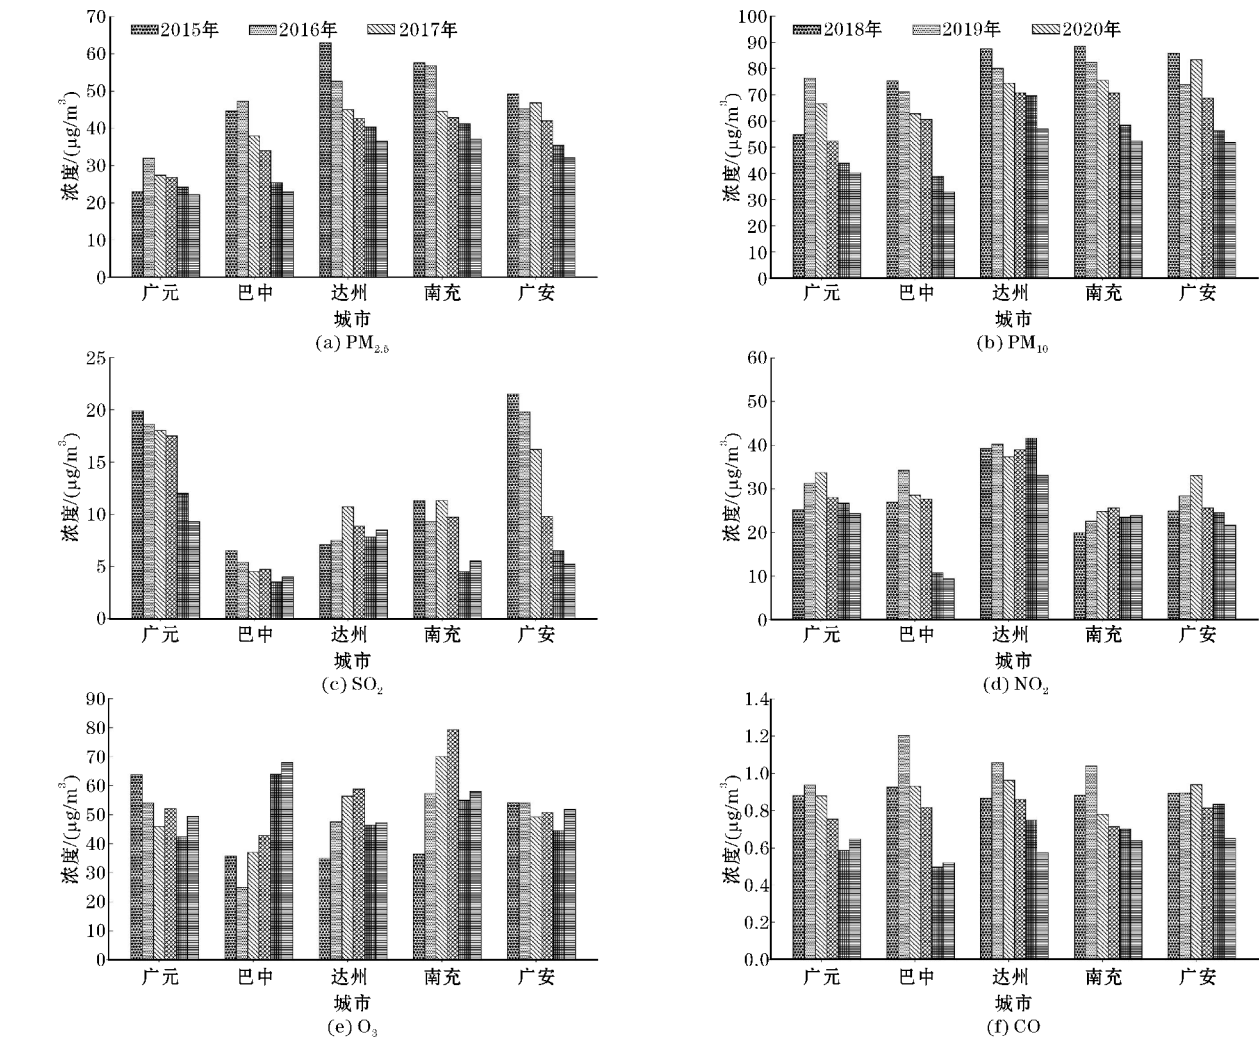 2015年 2016年 2017年
70
60
50
40
30
20
10
0
浓度/(μg/m³)
广元 巴中 达州 南充 广安
城市
(a) PM₂.₅
2018年 2019年 2020年
100
90
80
70
60
50
40
30
20
10
0
浓度/(μg/m³)
广元 巴中 达州 南充 广安
城市
(b) PM₁₀
25
20
15
10
5
0
浓度/(μg/m³)
广元 巴中 达州 南充 广安
城市
(c) SO₂
60
50
40
30
20
10
0
浓度/(μg/m³)
广元 巴中 达州 南充 广安
城市
(d) NO₂
90
80
70
60
50
40
30
20
10
0
浓度/(μg/m³)
广元 巴中 达州 南充 广安
城市
(e) O₃
1.4
1.2
1.0
0.8
0.6
0.4
0.2
0.0
浓度/(μg/m³)
广元 巴中 达州 南充 广安
城市
(f) CO